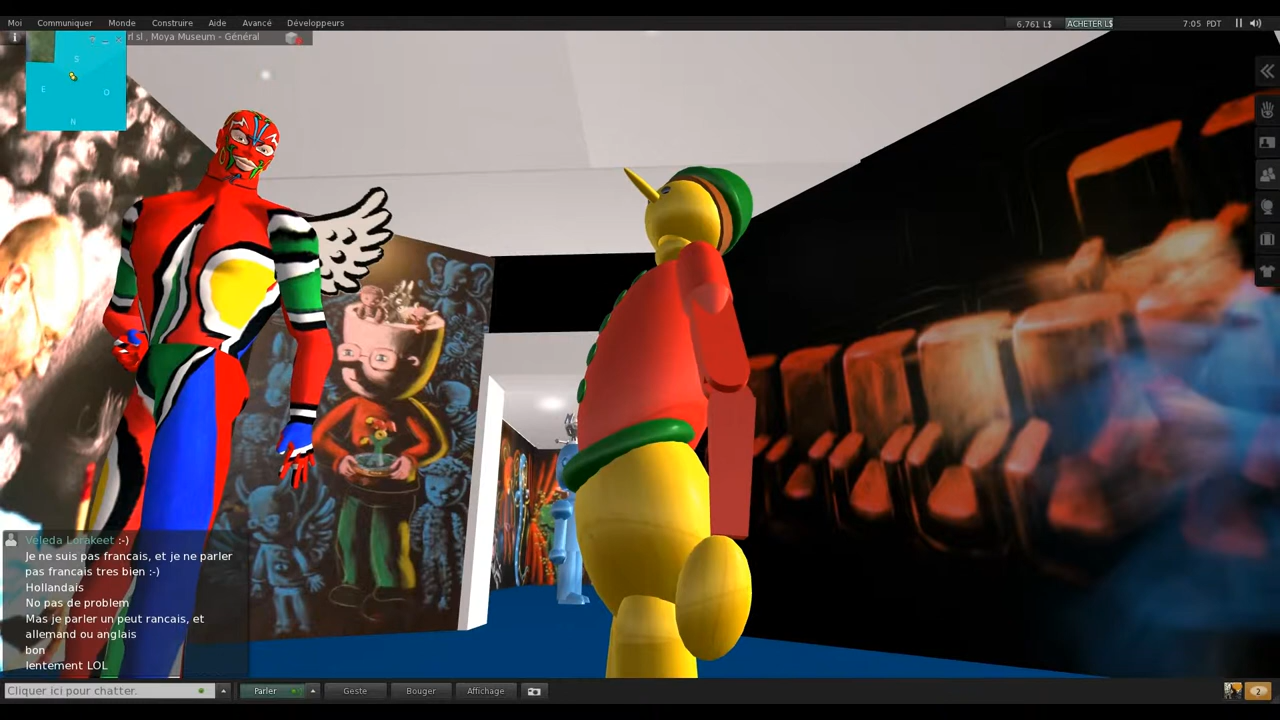 Moi Communiquer Monde Construire Aide Avancé Développeurs 6,761 L$ ACHETER L$ 7:05 PDT
rl sl , Moya Museum - Général
S
E O
N
Veleda Lorakeet :-)
Je ne suis pas francais, et je ne parler
pas francais tres bien :-)
Hollandais
No pas de problem
Mas je parler un peut rancais, et
allemand ou anglais
bon
lentement LOL
Cliquer ici pour chatter. Parler Geste Bouger Affichage 2